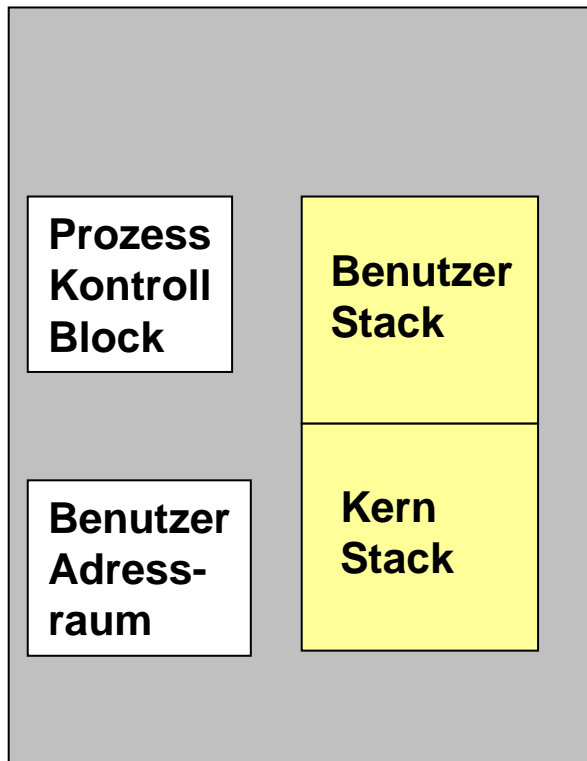 Prozess
Kontroll
Block
Benutzer
Stack
Benutzer
Adress-
raum
Kern
Stack